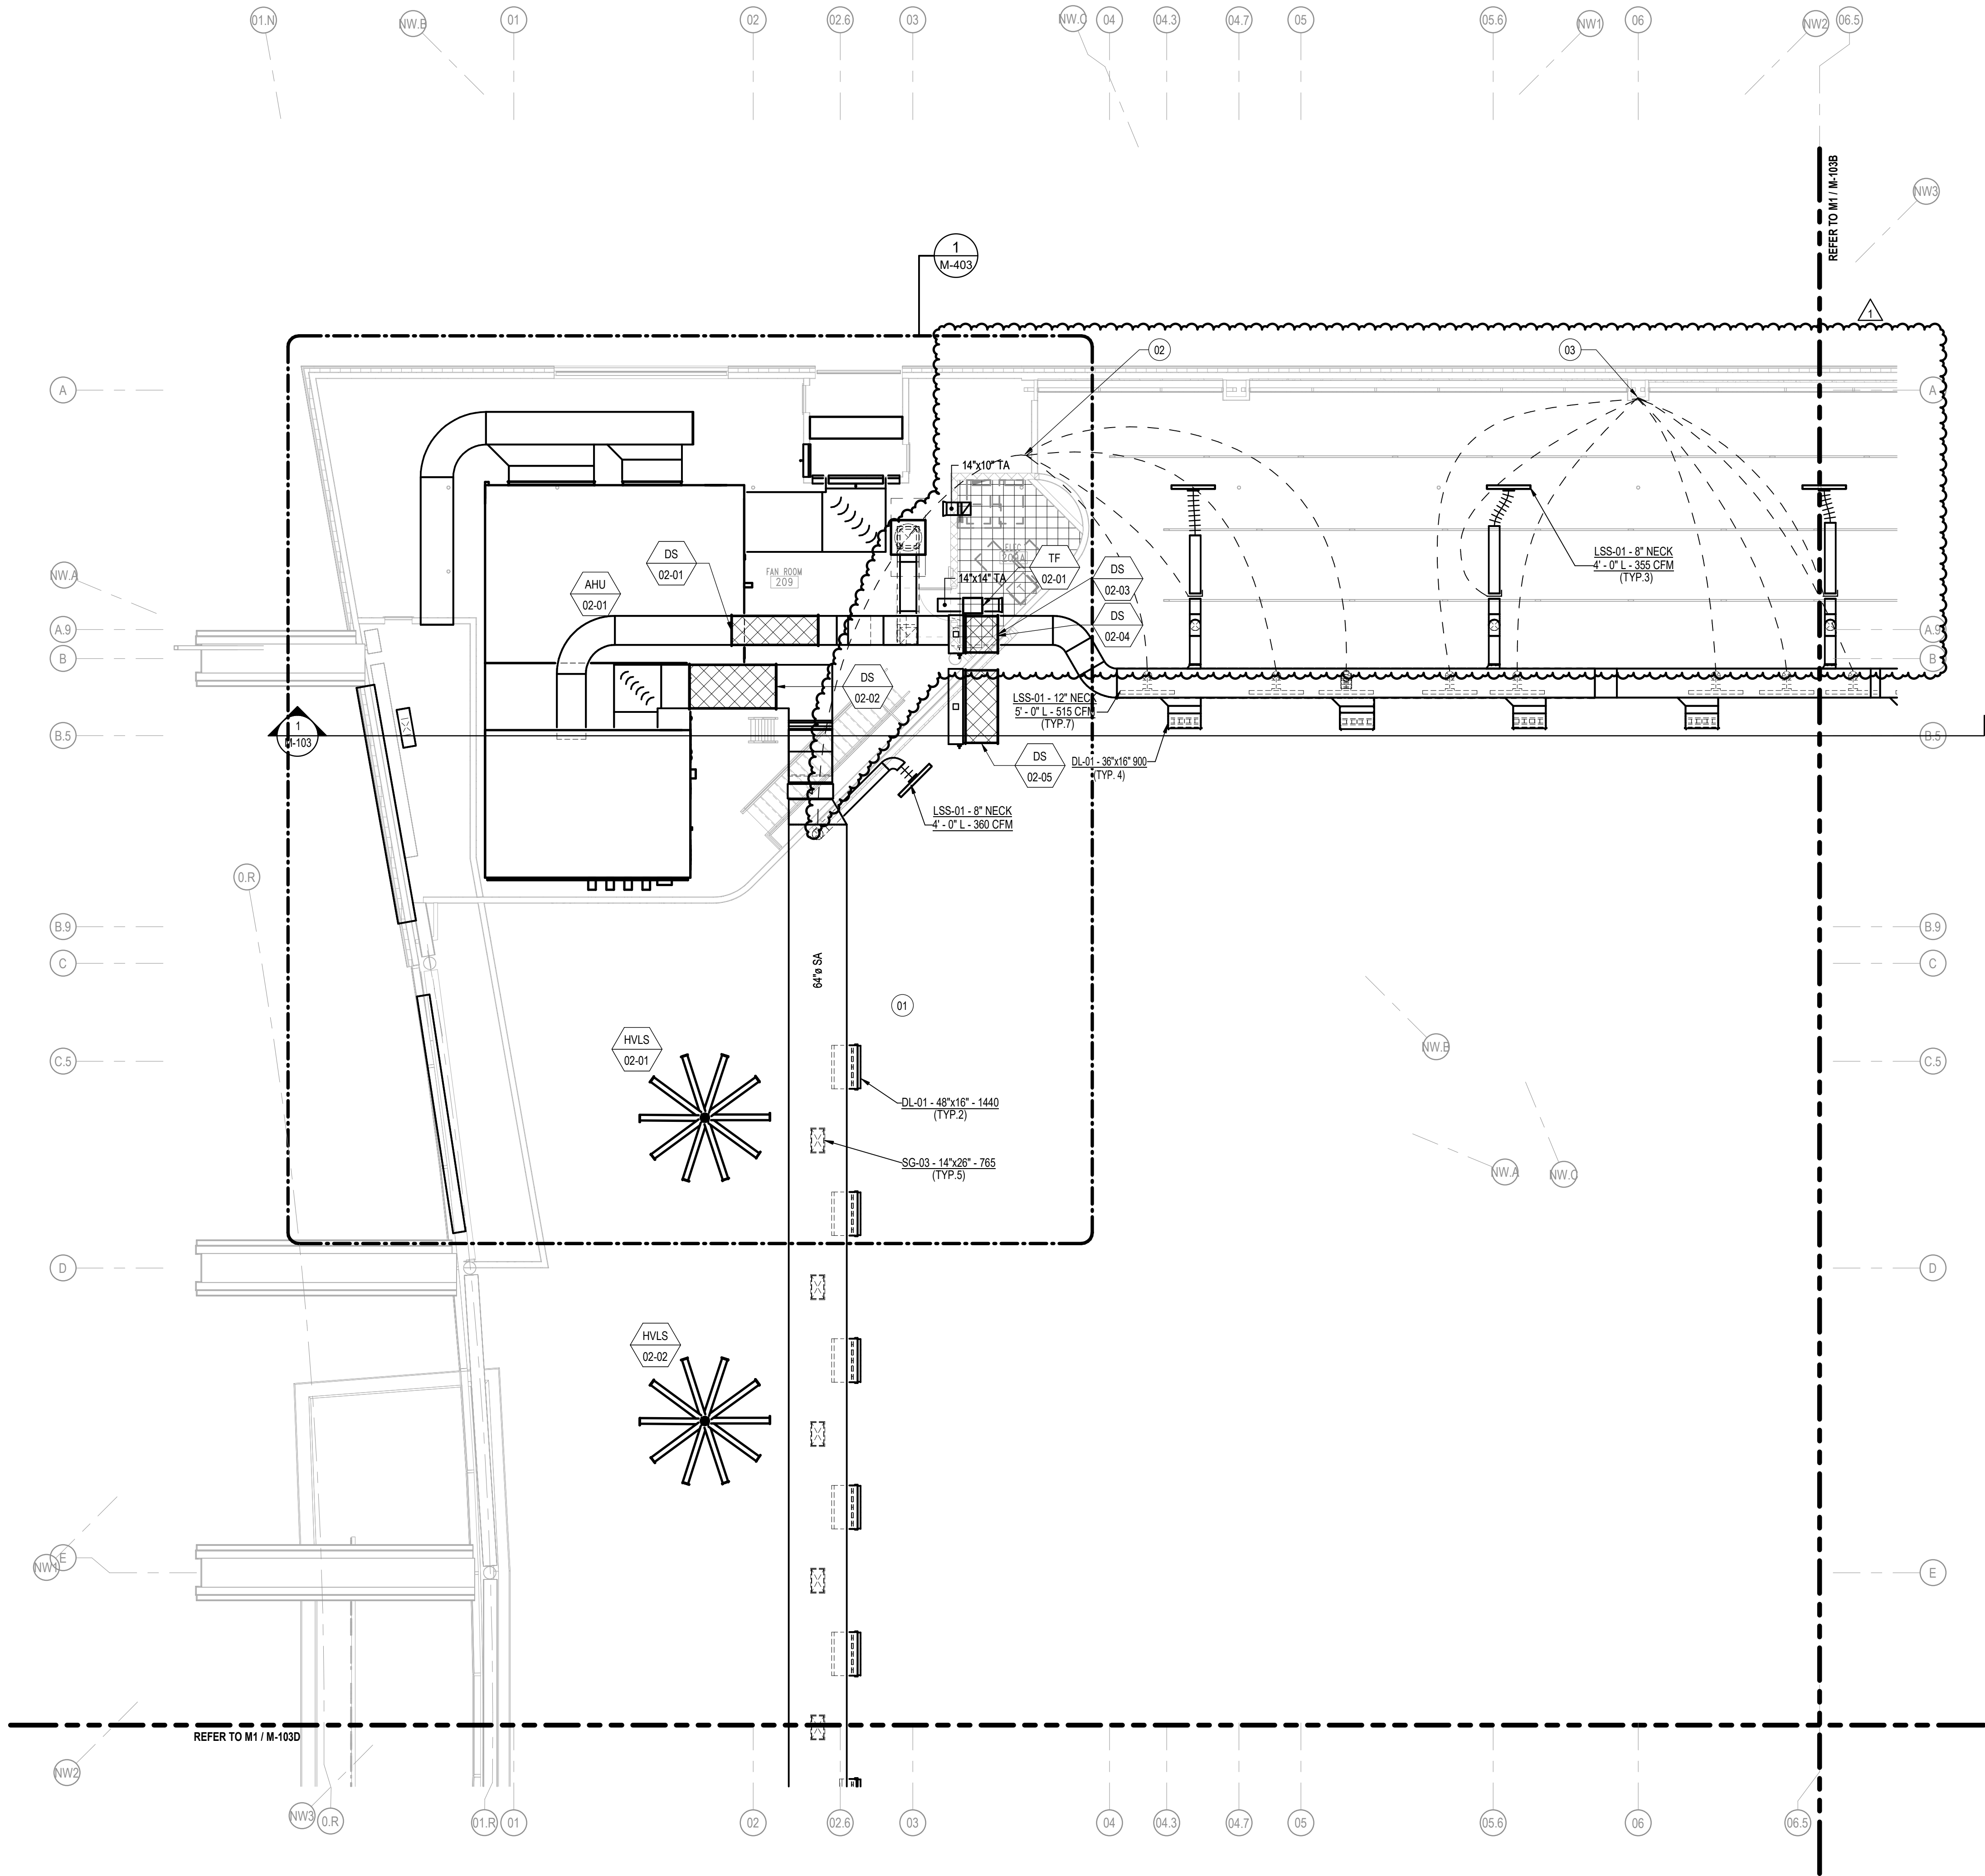 01.N
NW.B
01
02
02.6
03
NW.C
04
04.3
04.7
05
05.6
NW1
06
NW2
06.5
REFER TO M1 / M-103B
NW3
1
M-403
1
02
03
A
A
14"x10" TA
LSS-01 - 8" NECK
4' - 0" L - 355 CFM
(TYP.3)
DS
02-01
ELEC
TF
02-01
DS
02-03
FAN ROOM
209
14"x14" TA
AHU
02-01
NW.A
DS
02-04
A.9
A.9
B
B
DS
02-02
LSS-01 - 12" NECK
5' - 0" L - 515 CFM
(TYP.7)
1
M-103
B.5
B.5
DS
02-05
DL-01 - 36"x16" 900
(TYP. 4)
LSS-01 - 8" NECK
4' - 0" L - 360 CFM
0.R
B.9
B.9
C
C
64"ø SA
01
HVLS
02-01
NW.B
C.5
C.5
DL-01 - 48"x16" - 1440
(TYP.2)
SG-03 - 14"x26" - 765
(TYP.5)
NW.A
NW.C
D
D
HVLS
02-02
NW1
E
E
REFER TO M1 / M-103D
NW2
NW3
0.R
01.R
01
02
02.6
03
04
04.3
04.7
05
05.6
06
06.5